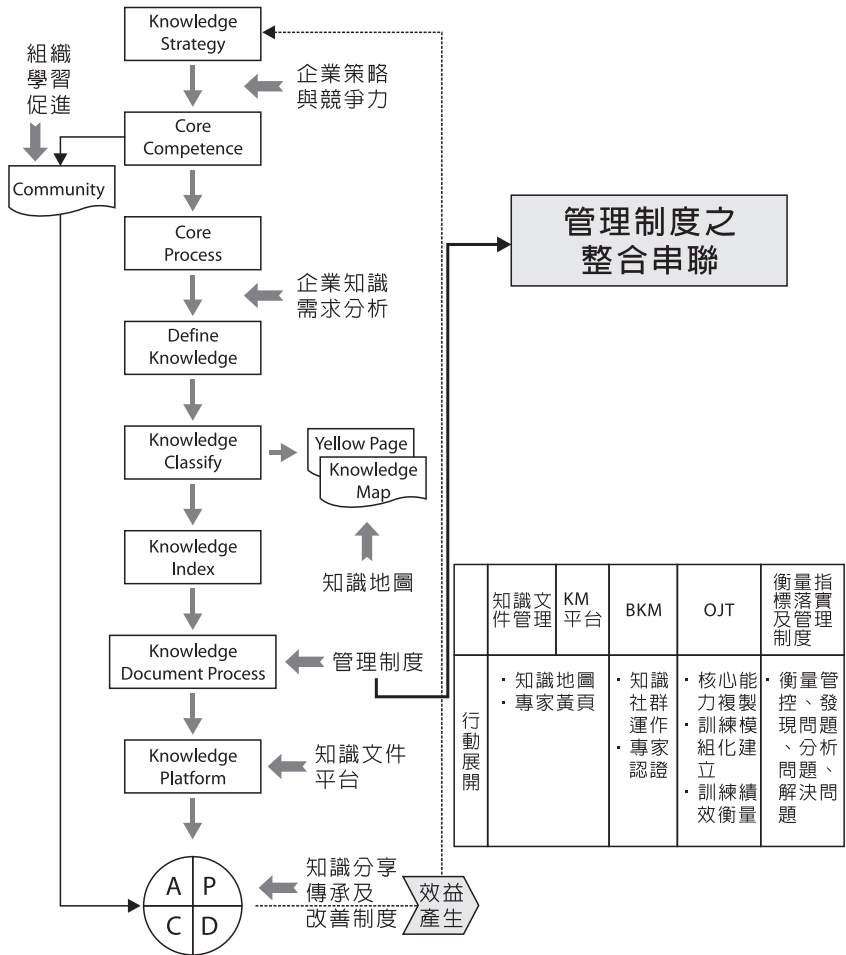 Knowledge
Strategy
組織
學習
促進
企業策略
與競爭力
Core
Competence
Community
管理制度之
整合串聯
Core
Process
企業知識
需求分析
Define
Knowledge
Knowledge
Classify
Yellow Page
Knowledge
Map
Knowledge
Index
知識地圖
Knowledge
Document Process
管理制度
Knowledge
Platform
知識文件
平台
知識文
件管理
KM
平台
BKM
OJT
衡量指
標落實
及管理
制度
行
動
展
開
· 知識地圖
· 專家黃頁
· 知識
社群
運作
· 專家
認證
· 核心能
力複製
· 訓練模
組化建
立
· 訓練績
效衡量
· 衡量管
控、發
現問題
、分析
問題、
解決問
題
A P
C D
知識分享
傳承及
改善制度
效益
產生